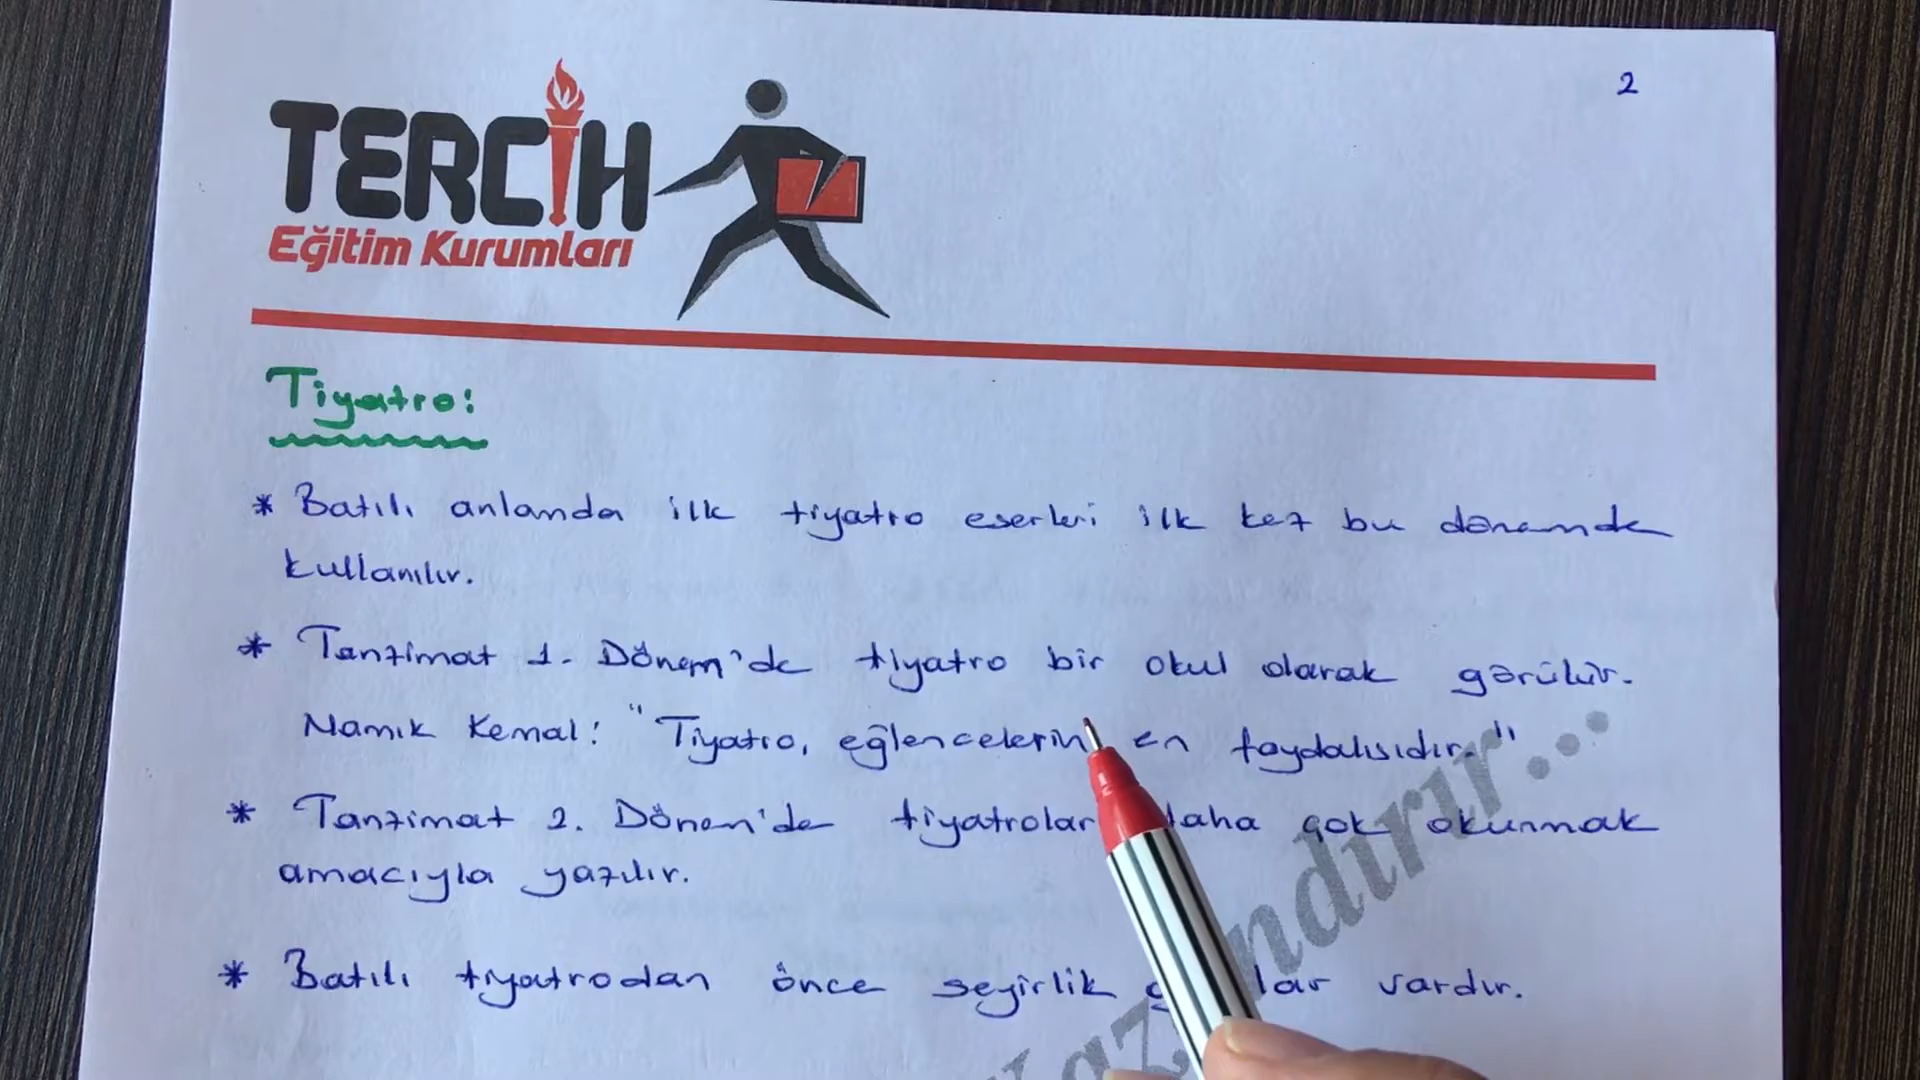 2
TERCİH
Eğitim Kurumları
Tiyatro:
* Batılı anlamda ilk tiyatro eserleri ilk kez bu dönemde
kullanılır.
* Tanzimat 1. Dönem'de tiyatro bir okul olarak görülür.
Namık Kemal: "Tiyatro, eğlencelerin en faydalısıdır."
* Tanzimat 2. Dönem'de tiyatrolar daha çok okunmak
amacıyla yazılır.
* Batılı tiyatrodan önce seyirlik vardır.